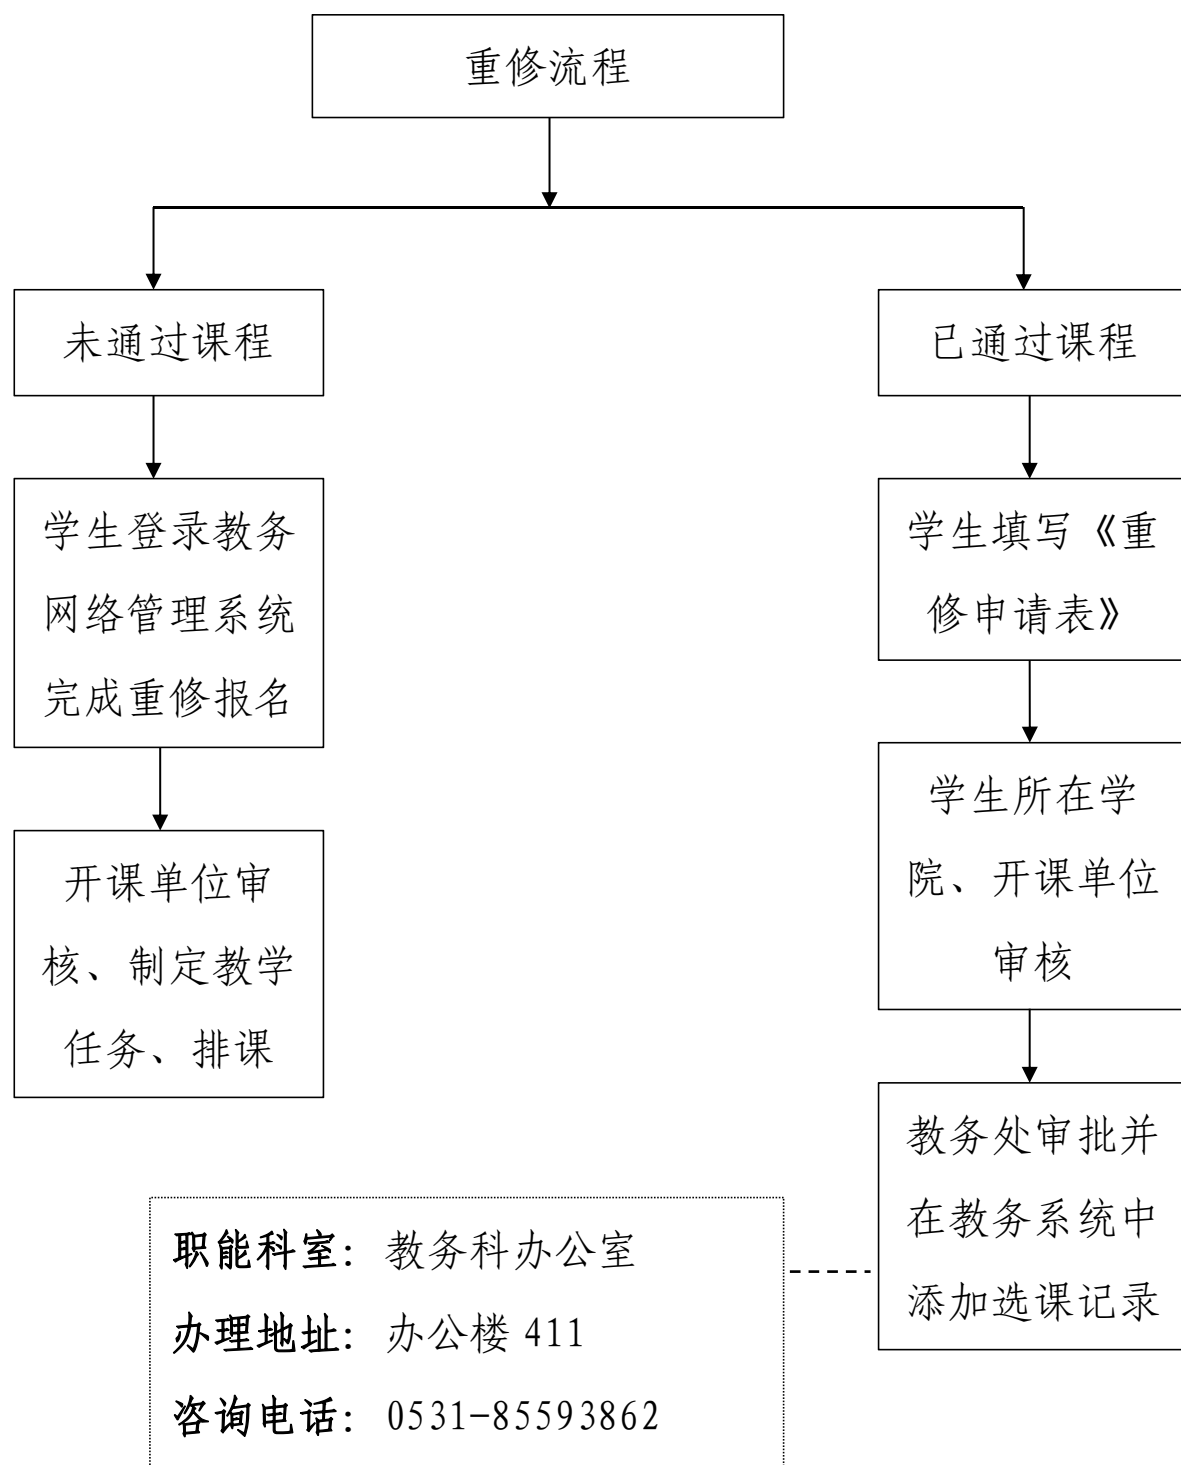 重修流程
未通过课程
已通过课程
学生登录教务
网络管理系统
完成重修报名
学生填写《重
修申请表》
开课单位审
核、制定教学
任务、排课
学生所在学
院、开课单位
审核
教务处审批并
在教务系统中
添加选课记录
职能科室：教务科办公室
办理地址：办公楼 411
咨询电话：0531-85593862